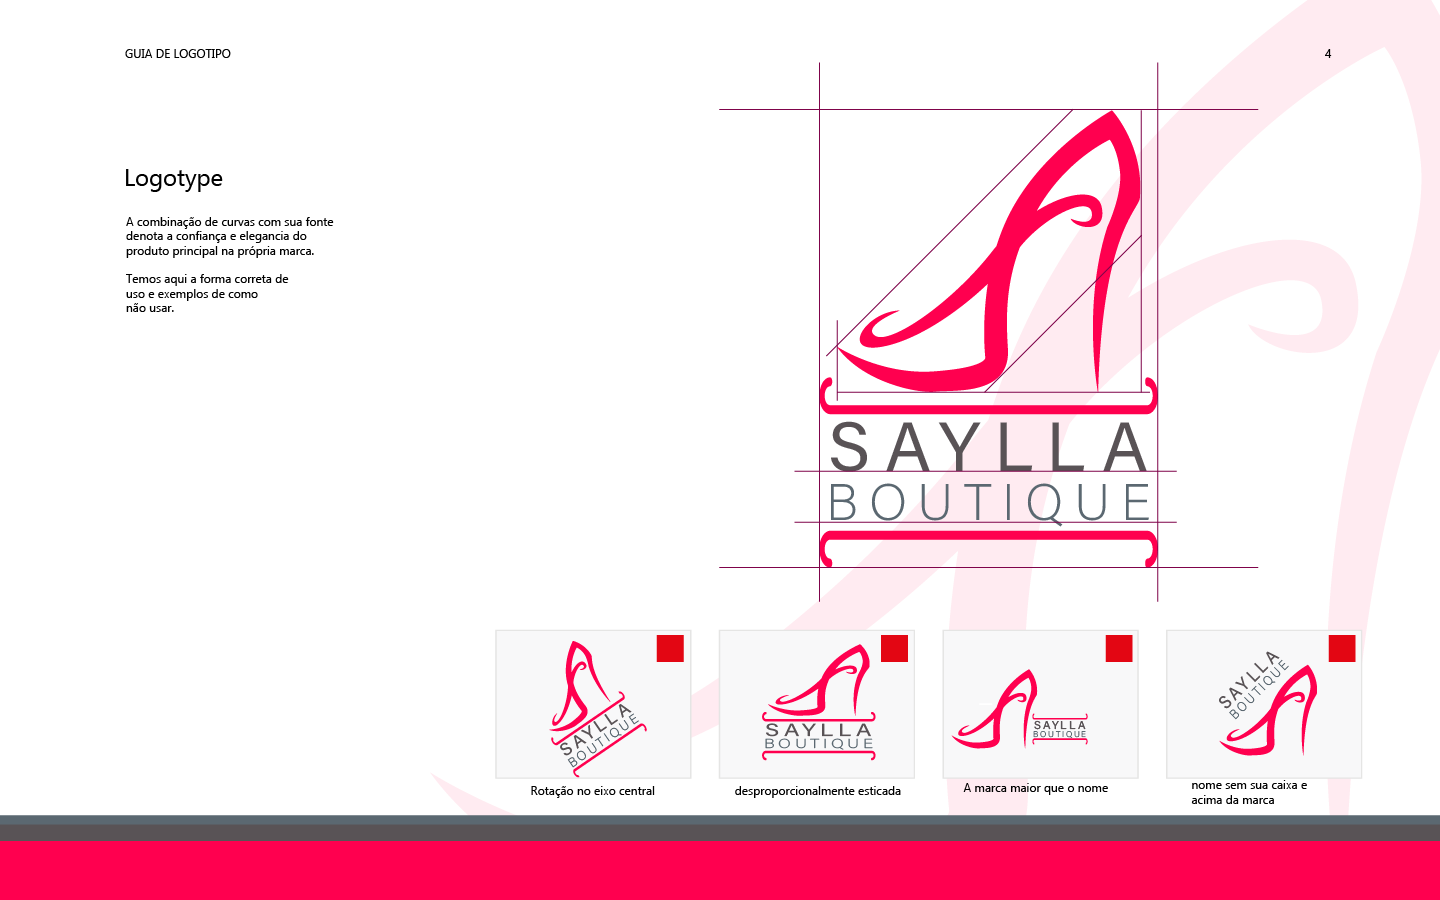 GUIA DE LOGOTIPO
4
Logotype
A combinação de curvas com sua fonte
denota a confiança e elegancia do
produto principal na própria marca.
Temos aqui a forma correta de
uso e exemplos de como
não usar.
SAYLLA
BOUTIQUE
SAYLLA
BOUTIQUE
Rotação no eixo central
SAYLLA
BOUTIQUE
desproporcionalmente esticada
SAYLLA
BOUTIQUE
A marca maior que o nome
SAYLLA
BOUTIQUE
nome sem sua caixa e
acima da marca